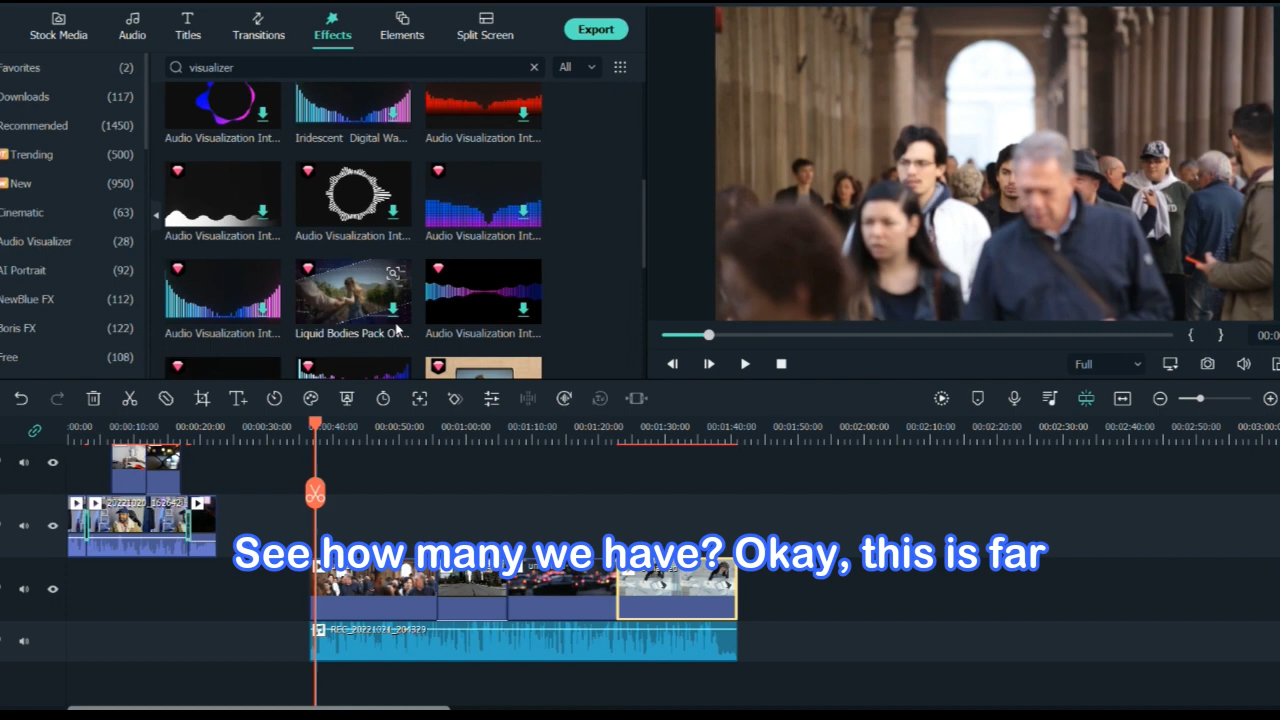 Stock Media Audio Titles Transitions Effects Elements Split Screen Export
Favorites (2)
visualizer
All
Downloads (117)
Recommended (1450)
Trending (500)
New (950)
Cinematic (63)
Audio Visualizer (28)
AI Portrait (92)
NewBlue FX (112)
Boris FX (122)
Free (108)
Audio Visualization Int... Iridescent Digital Wa... Audio Visualization Int...
Audio Visualization Int... Audio Visualization Int... Audio Visualization Int...
Audio Visualization Int... Liquid Bodies Pack O... Audio Visualization Int...
{ } 00:0
Full
:00:00 00:00:10:00 00:00:20:00 00:00:30:00 00:00:40:00 00:00:50:00 00:01:00:00 00:01:10:00 00:01:20:00 00:01:30:00 00:01:40:00 00:01:50:00 00:02:00:00 00:02:10:00 00:02:20:00 00:02:30:00 00:02:40:00 00:02:50:00 00:03:00:0
See how many we have? Okay, this is far
REC_20221021_204329